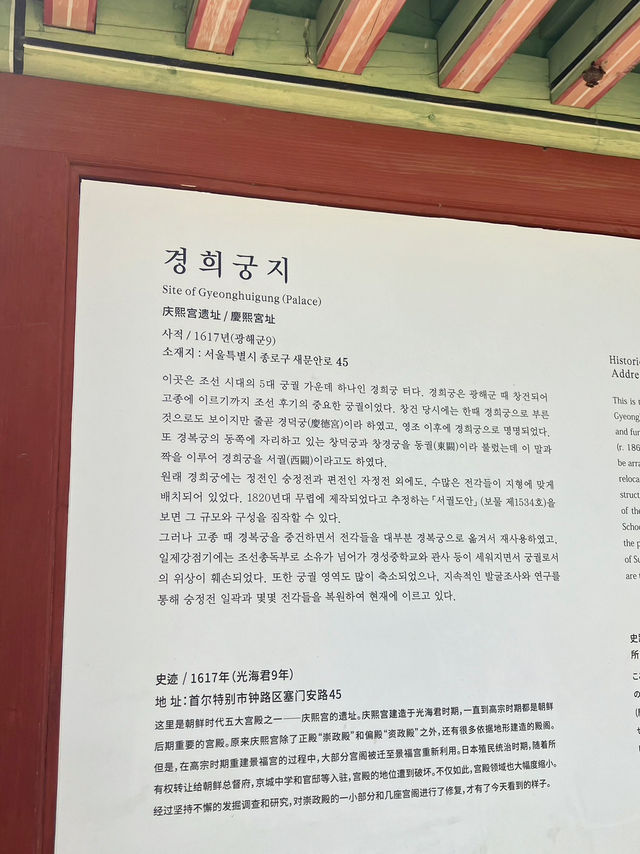 경희궁지
Site of Gyeonghuigung (Palace)
庆熙宫遗址 / 慶熙宮址
사적 / 1617년(광해군9)
소재지 : 서울특별시 종로구 새문안로 45
이곳은 조선 시대의 5대 궁궐 가운데 하나인 경희궁 터다. 경희궁은 광해군 때 창건되어
고종에 이르기까지 조선 후기의 중요한 궁궐이었다. 창건 당시에는 한때 경희궁으로 부른
것으로도 보이지만 줄곧 경덕궁(慶德宮)이라 하였고, 영조 이후에 경희궁으로 명명되었다.
또 경복궁의 동쪽에 자리하고 있는 창덕궁과 창경궁을 동궐(東闕)이라 불렀는데 이 말과
짝을 이루어 경희궁을 서궐(西闕)이라고도 하였다.
원래 경희궁에는 정전인 숭정전과 편전인 자정전 외에도, 수많은 전각들이 지형에 맞게
배치되어 있었다. 1820년대 무렵에 제작되었다고 추정하는 「서궐도안」(보물 제1534호)을
보면 그 규모와 구성을 짐작할 수 있다.
그러나 고종 때 경복궁을 중건하면서 전각들을 대부분 경복궁으로 옮겨서 재사용하였고,
일제강점기에는 조선총독부로 소유가 넘어가 경성중학교와 관사 등이 세워지면서 궁궐로서
의 위상이 훼손되었다. 또한 궁궐 영역도 많이 축소되었으나, 지속적인 발굴조사와 연구를
통해 숭정전 일곽과 몇몇 전각들을 복원하여 현재에 이르고 있다.
史迹 / 1617年 (光海君9年)
地 址：首尔特别市钟路区塞门安路45
这里是朝鲜时代五大宫殿之一——庆熙宫的遗址。庆熙宫建造于光海君时期，一直到高宗时期都是朝鲜
后期重要的宫殿。原来庆熙宫除了正殿“崇政殿”和偏殿“资政殿”之外，还有很多依据地形建造的殿阁。
但是，在高宗时期重建景福宫的过程中，大部分宫阁被迁至景福宫重新利用。日本殖民统治时期，随着所
有权转让给朝鲜总督府，京城中学和官邸等入驻，宫殿的地位遭到破坏。不仅如此，宫殿领域也大幅度缩小。
经过坚持不懈的发掘调查和研究，对崇政殿的一小部分和几座宫阁进行了修复，才有了今天看到的样子。
Historic
Addre
This is t
Gyeong
and fur
(r. 186
be arra
reloca
struct
of the
Schoo
the p
of Se
are t
史跡
所